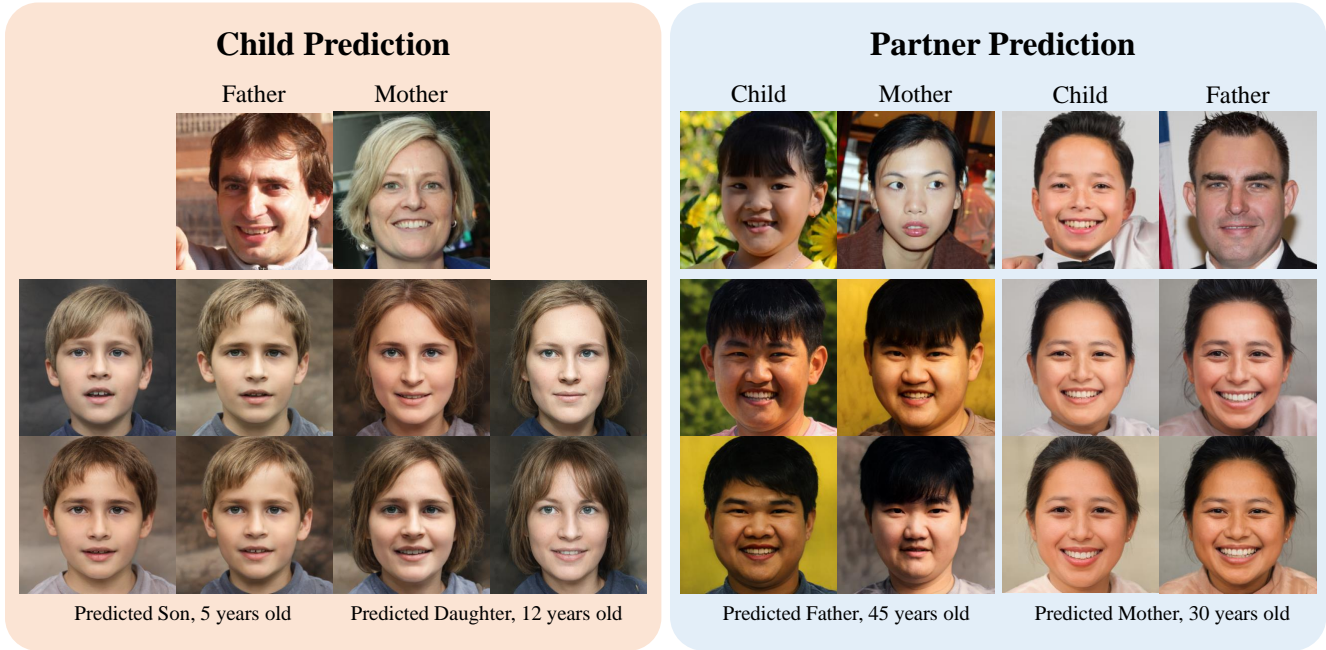 Child Prediction
Father
Mother
Predicted Son, 5 years old
Predicted Daughter, 12 years old
Partner Prediction
Child
Mother
Child
Father
Predicted Father, 45 years old
Predicted Mother, 30 years old